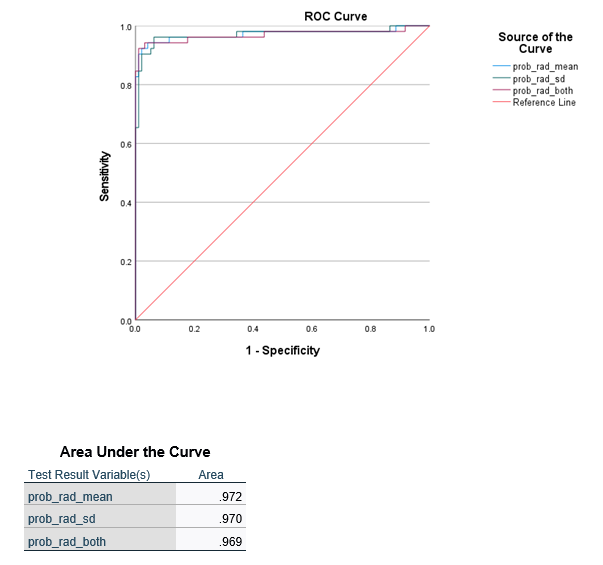 ROC Curve
Source of the
Curve
prob_rad_mean
prob_rad_sd
prob_rad_both
Reference Line
1.0
0.8
0.6
0.4
0.2
0.0
Sensitivity
0.0 0.2 0.4 0.6 0.8 1.0
1 - Specificity
Area Under the Curve
Test Result Variable(s) Area
prob_rad_mean .972
prob_rad_sd .970
prob_rad_both .969